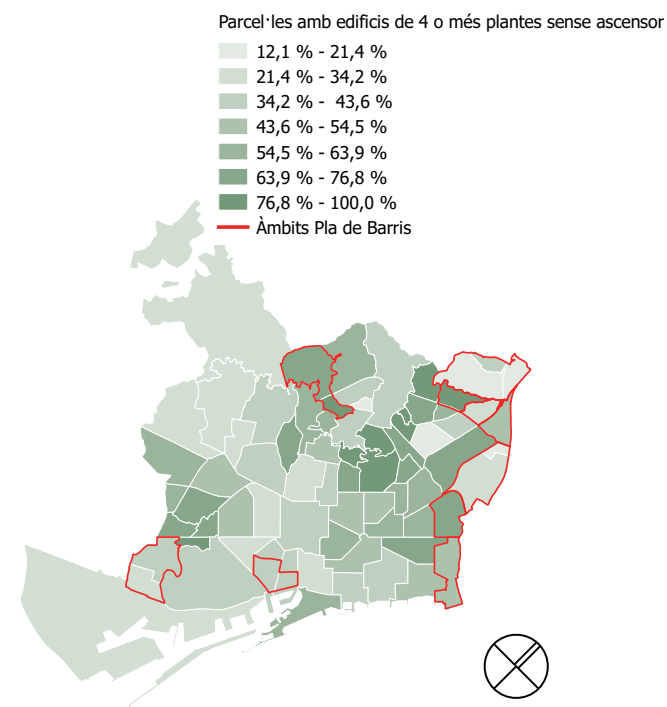 Parcel·les amb edificis de 4 o més plantes sense ascensor
12,1 % - 21,4 %
21,4 % - 34,2 %
34,2 % - 43,6 %
43,6 % - 54,5 %
54,5 % - 63,9 %
63,9 % - 76,8 %
76,8 % - 100,0 %
Àmbits Pla de Barris